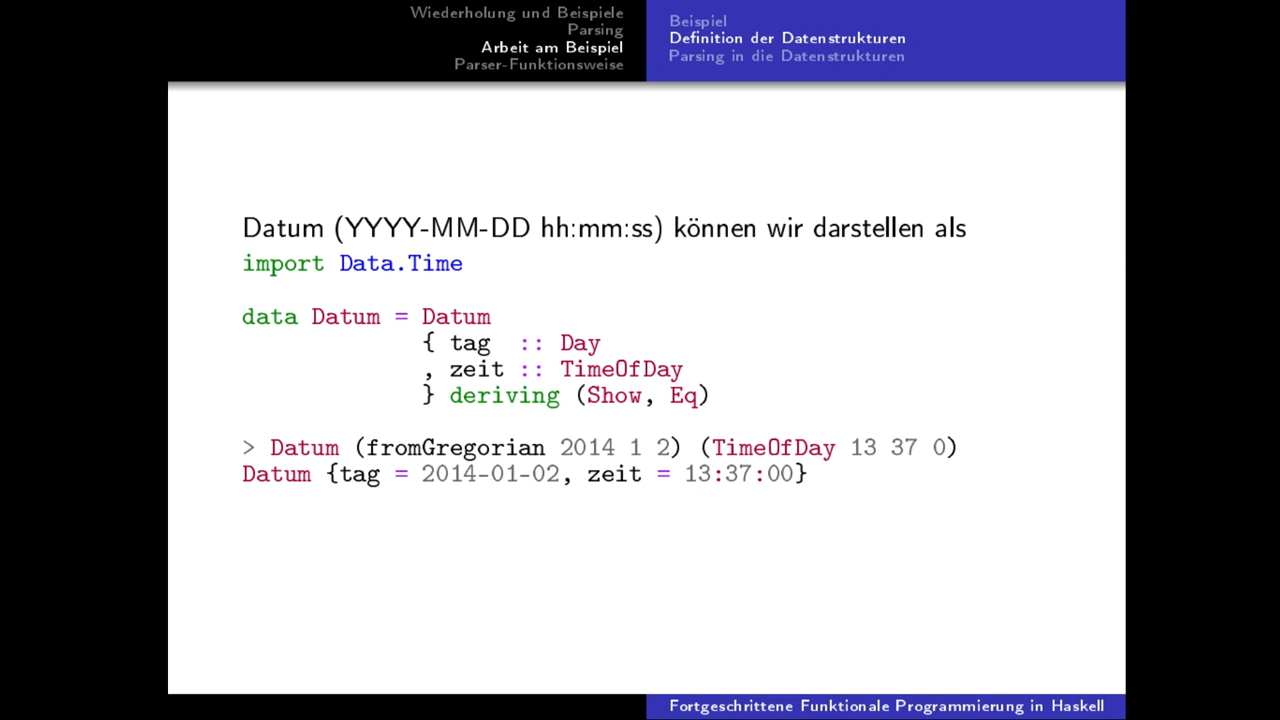 Wiederholung und Beispiele
Parsing
Arbeit am Beispiel
Parser-Funktionsweise
Beispiel
Definition der Datenstrukturen
Parsing in die Datenstrukturen
Datum (YYYY-MM-DD hh:mm:ss) können wir darstellen als
import Data.Time
data Datum = Datum
{ tag :: Day
, zeit :: TimeOfDay
} deriving (Show, Eq)
> Datum (fromGregorian 2014 1 2) (TimeOfDay 13 37 0)
Datum {tag = 2014-01-02, zeit = 13:37:00}
Fortgeschrittene Funktionale Programmierung in Haskell